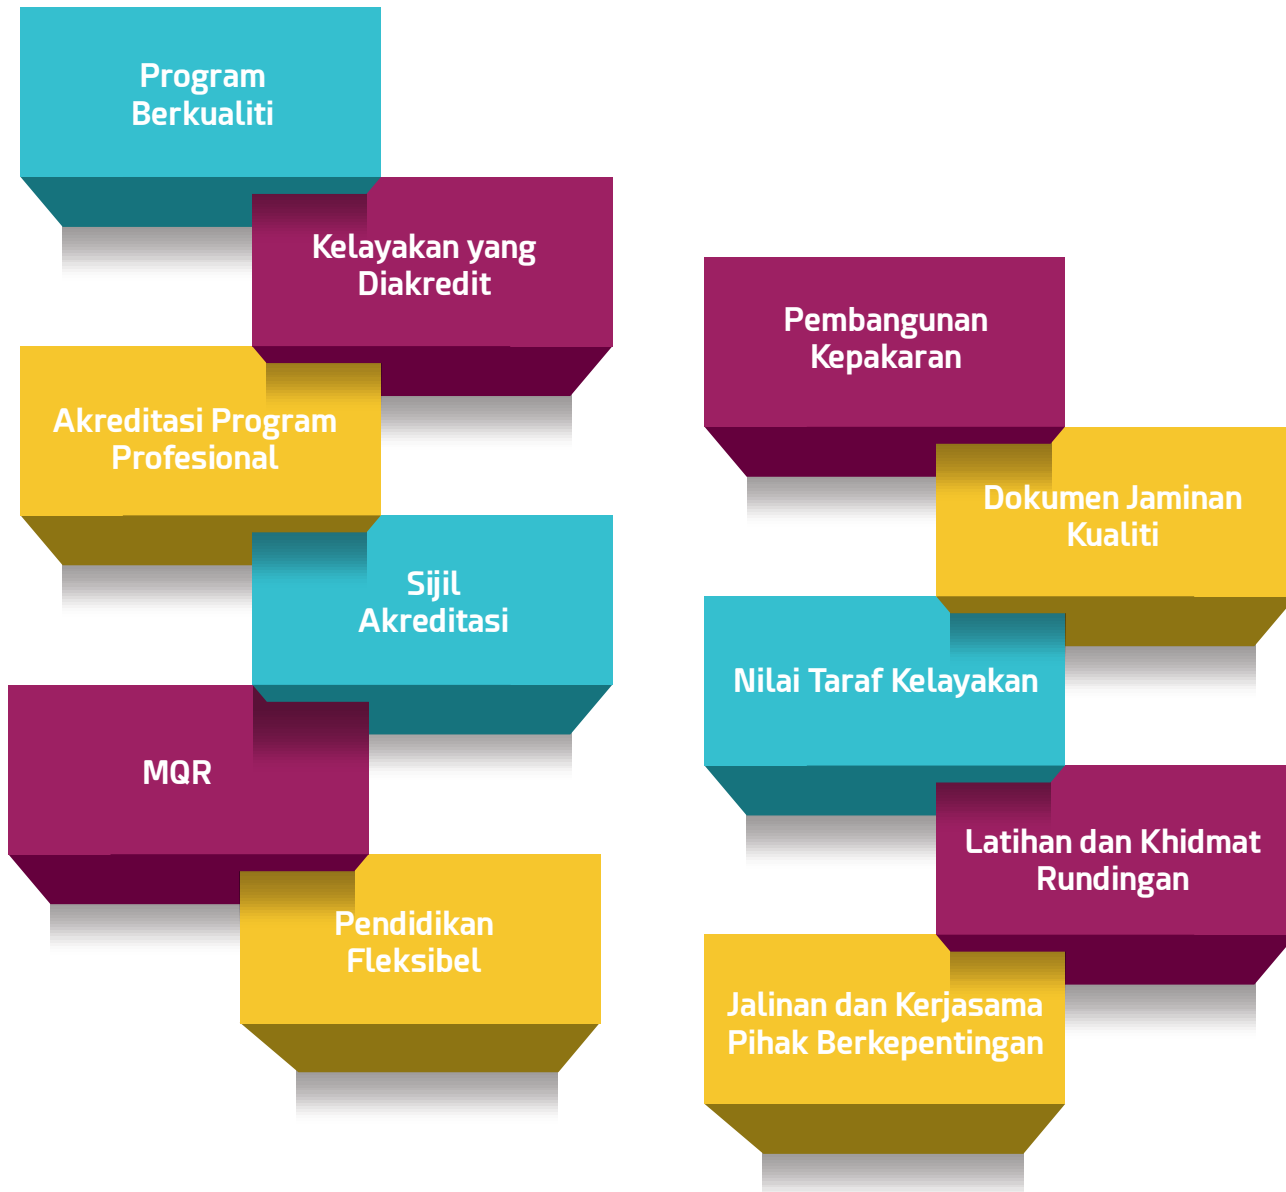 Program
Berkualiti
Kelayakan yang
Diakredit
Akreditasi Program
Profesional
Sijil
Akreditasi
MQR
Pendidikan
Fleksibel
Pembangunan
Kepakaran
Dokumen Jaminan
Kualiti
Nilai Taraf Kelayakan
Latihan dan Khidmat
Rundingan
Jalinan dan Kerjasama
Pihak Berkepentingan